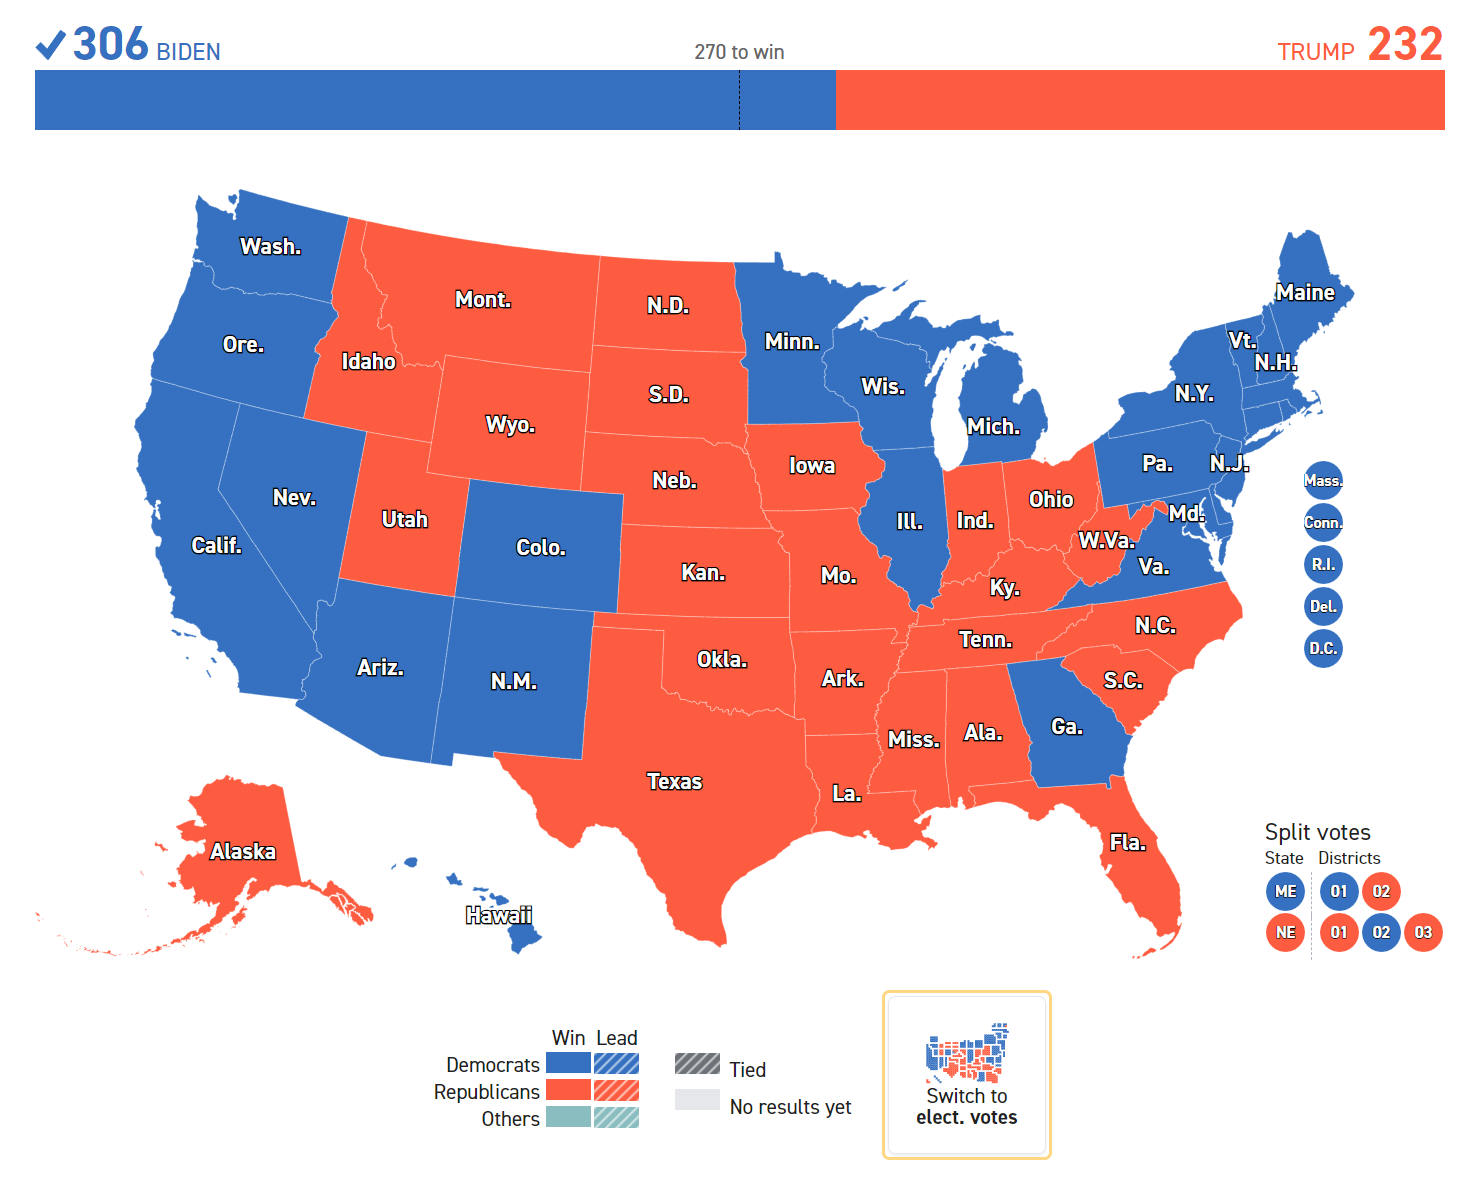 306 BIDEN
270 to win
TRUMP 232
Wash.
Mont.
N.D.
Minn.
Maine
Ore.
Idaho
Vt.
N.H.
Wis.
S.D.
N.Y.
Wyo.
Mich.
Iowa
Pa.
N.J.
Neb.
Mass.
Nev.
Ohio
Utah
Ill.
Ind.
Md.
Conn.
Calif.
Colo.
W.Va.
Va.
R.I.
Kan.
Mo.
Ky.
Del.
N.C.
Tenn.
D.C.
Ariz.
N.M.
Okla.
Ark.
S.C.
Ga.
Miss.
Ala.
Texas
La.
Fla.
Alaska
Hawaii
Split votes
State Districts
ME 01 02
NE 01 02 03
Win Lead
Democrats
Republicans
Others
Tied
No results yet
Switch to
elect. votes